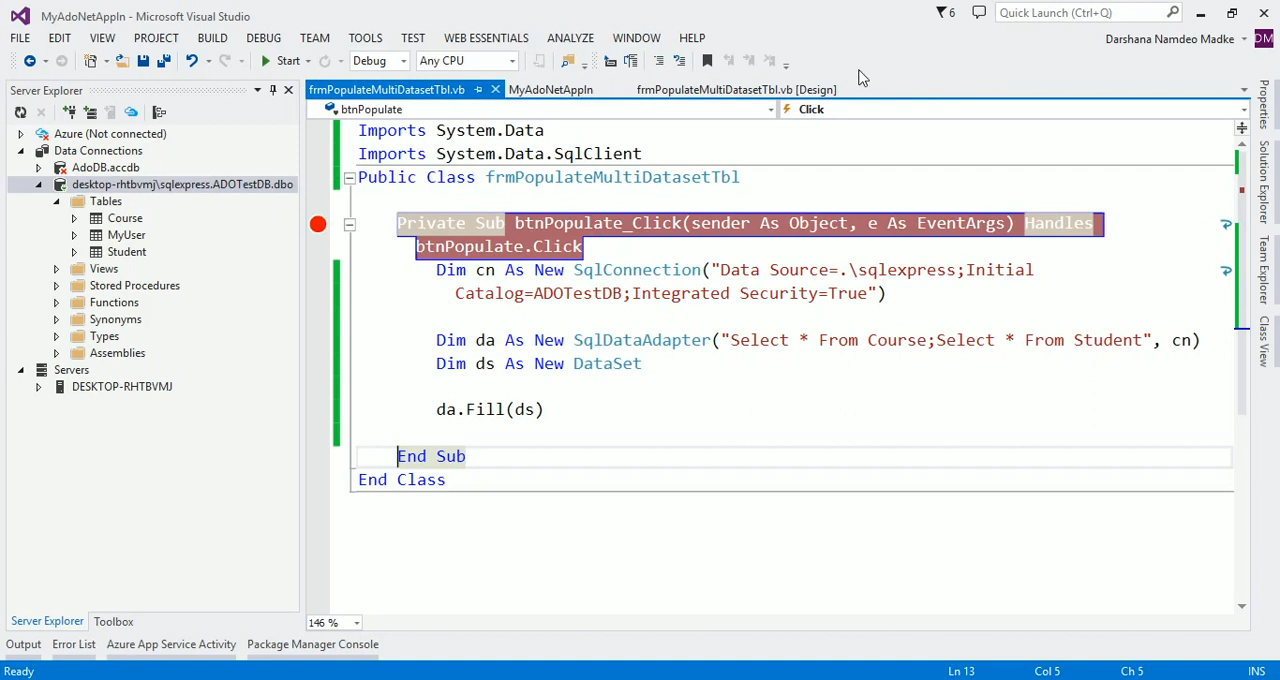 MyAdoNetAppln - Microsoft Visual Studio
6
Quick Launch (Ctrl+Q)
FILE EDIT VIEW PROJECT BUILD DEBUG TEAM TOOLS TEST WEB ESSENTIALS ANALYZE WINDOW HELP
Darshana Namdeo Madke DM
Start Debug Any CPU
Server Explorer
frmPopulateMultiDatasetTbl.vb MyAdoNetAppln frmPopulateMultiDatasetTbl.vb [Design]
btnPopulate Click
Azure (Not connected)
Data Connections
AdoDB.accdb
desktop-rhtbvmj\sqlexpress.ADOTestDB.dbo
Tables
Course
MyUser
Student
Views
Stored Procedures
Functions
Synonyms
Types
Assemblies
Servers
DESKTOP-RHTBVMJ
Server Explorer Toolbox
Imports System.Data
Imports System.Data.SqlClient
Public Class frmPopulateMultiDatasetTbl
Private Sub btnPopulate_Click(sender As Object, e As EventArgs) Handles
btnPopulate.Click
Dim cn As New SqlConnection("Data Source=.\sqlexpress;Initial
Catalog=ADOTestDB;Integrated Security=True")
Dim da As New SqlDataAdapter("Select * From Course;Select * From Student", cn)
Dim ds As New DataSet
da.Fill(ds)
End Sub
End Class
146 %
Properties
Solution Explorer
Team Explorer
Class View
Output Error List Azure App Service Activity Package Manager Console
Ready Ln 13 Col 5 Ch 5 INS